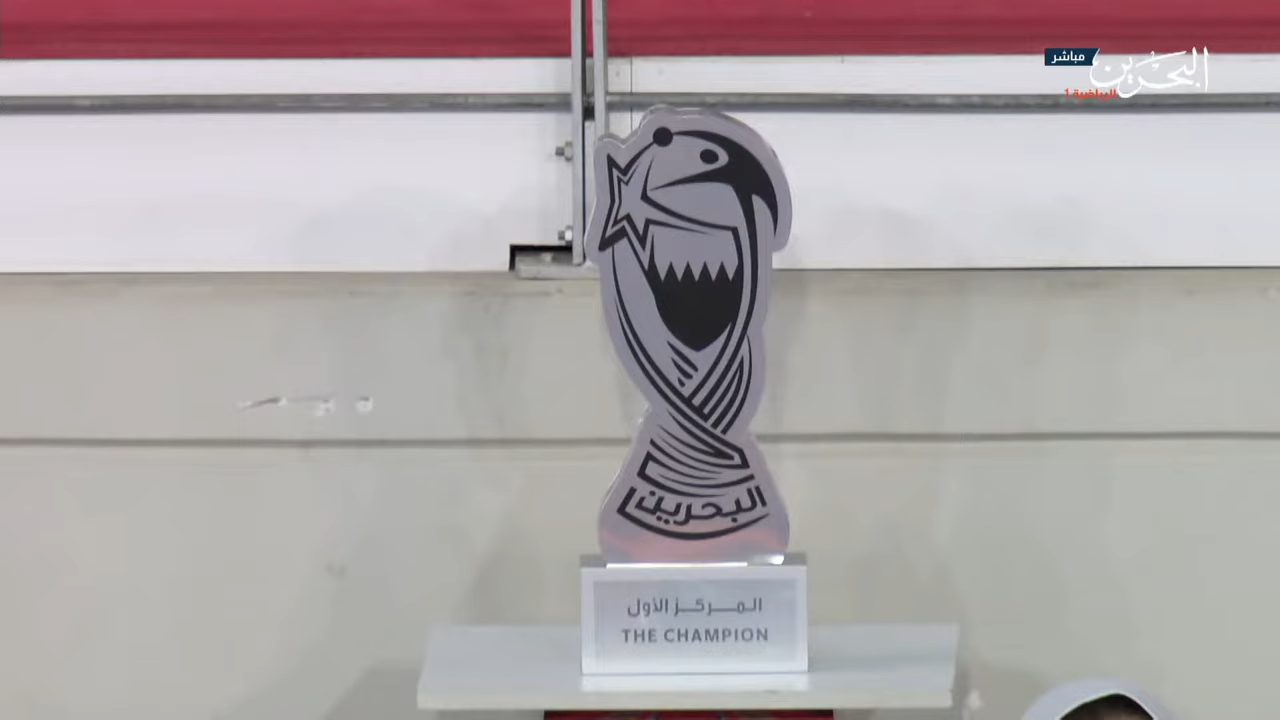 مباشر
البحرين
الرياضية 1
البحرين
المركز الأول
THE CHAMPION